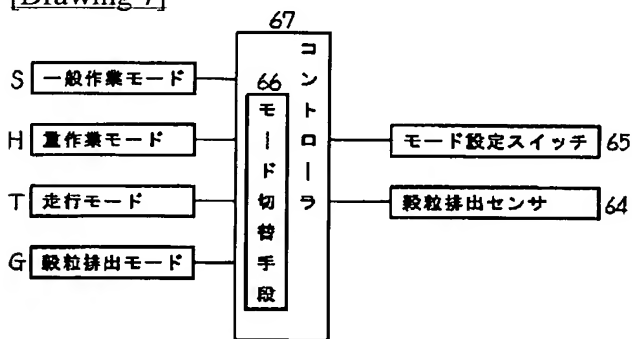 [Drawing 7]
67
コントローラ
66
モード切替手段
S 一般作業モード
H 重作業モード
T 走行モード
G 穀粒排出モード
モード設定スイッチ 65
穀粒排出センサ 64